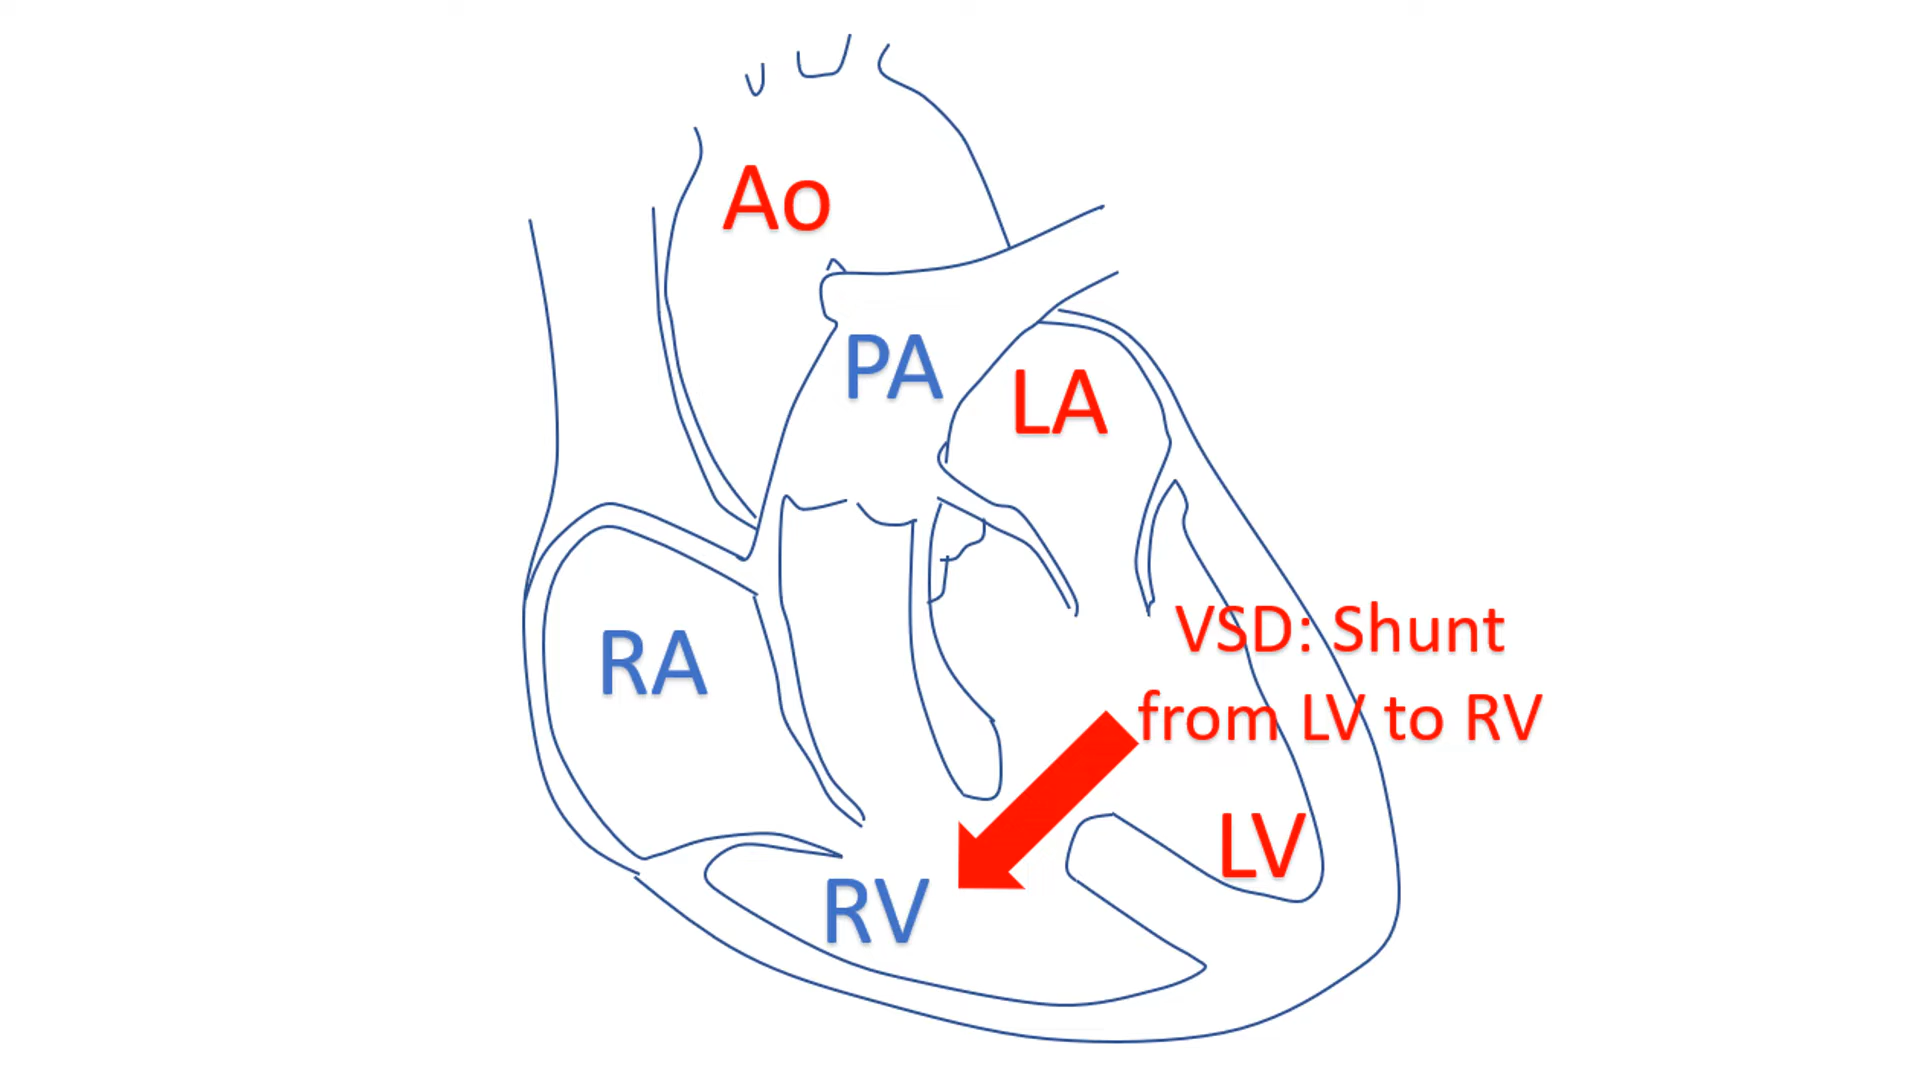 Ao
PA
LA
RA
VSD: Shunt
from LV to RV
LV
RV